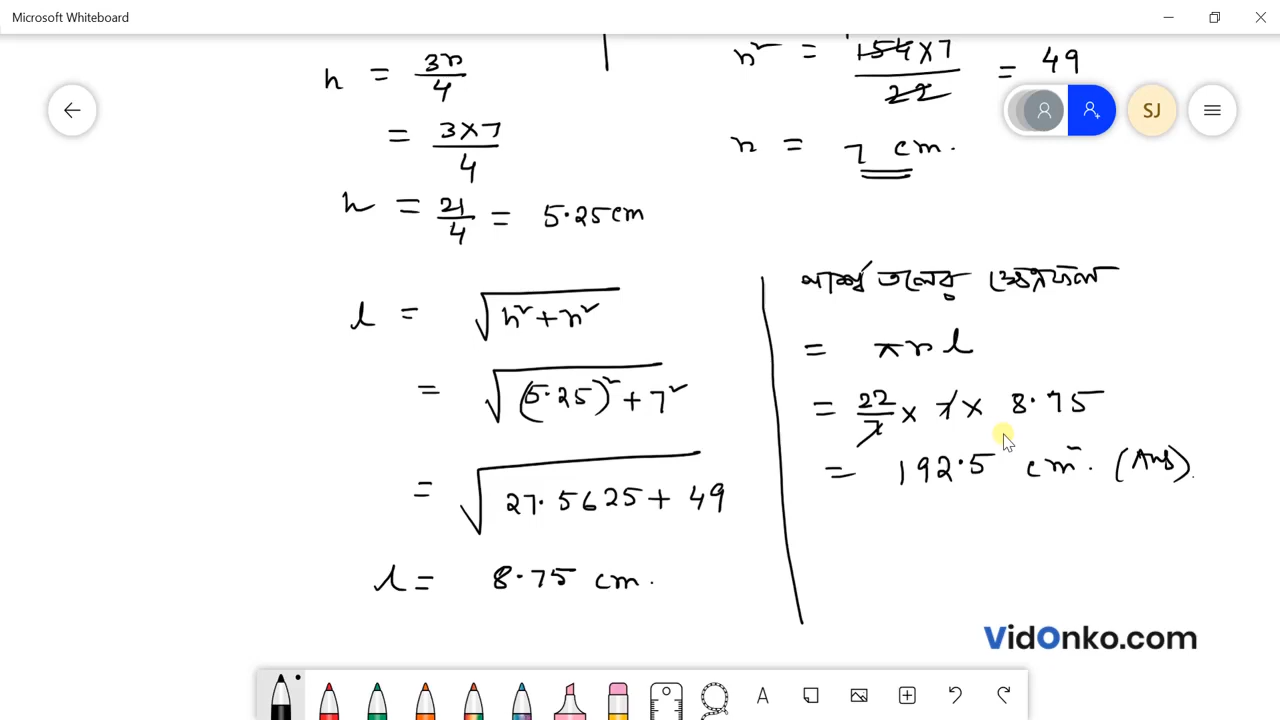 Microsoft Whiteboard
h = 3r/4
= 3×7/4
h = 21/4 = 5.25cm
r² = 154×7/22 = 49
r = 7 cm.
SJ
l = √h²+r²
= √(5.25)²+7²
= √27.5625+49
l = 8.75 cm.
পার্শ্ব তলের ক্ষেত্রফল
= πrl
= 22/7 × 7 × 8.75
= 192.5 cm². (Ans).
VidOnko.com
A